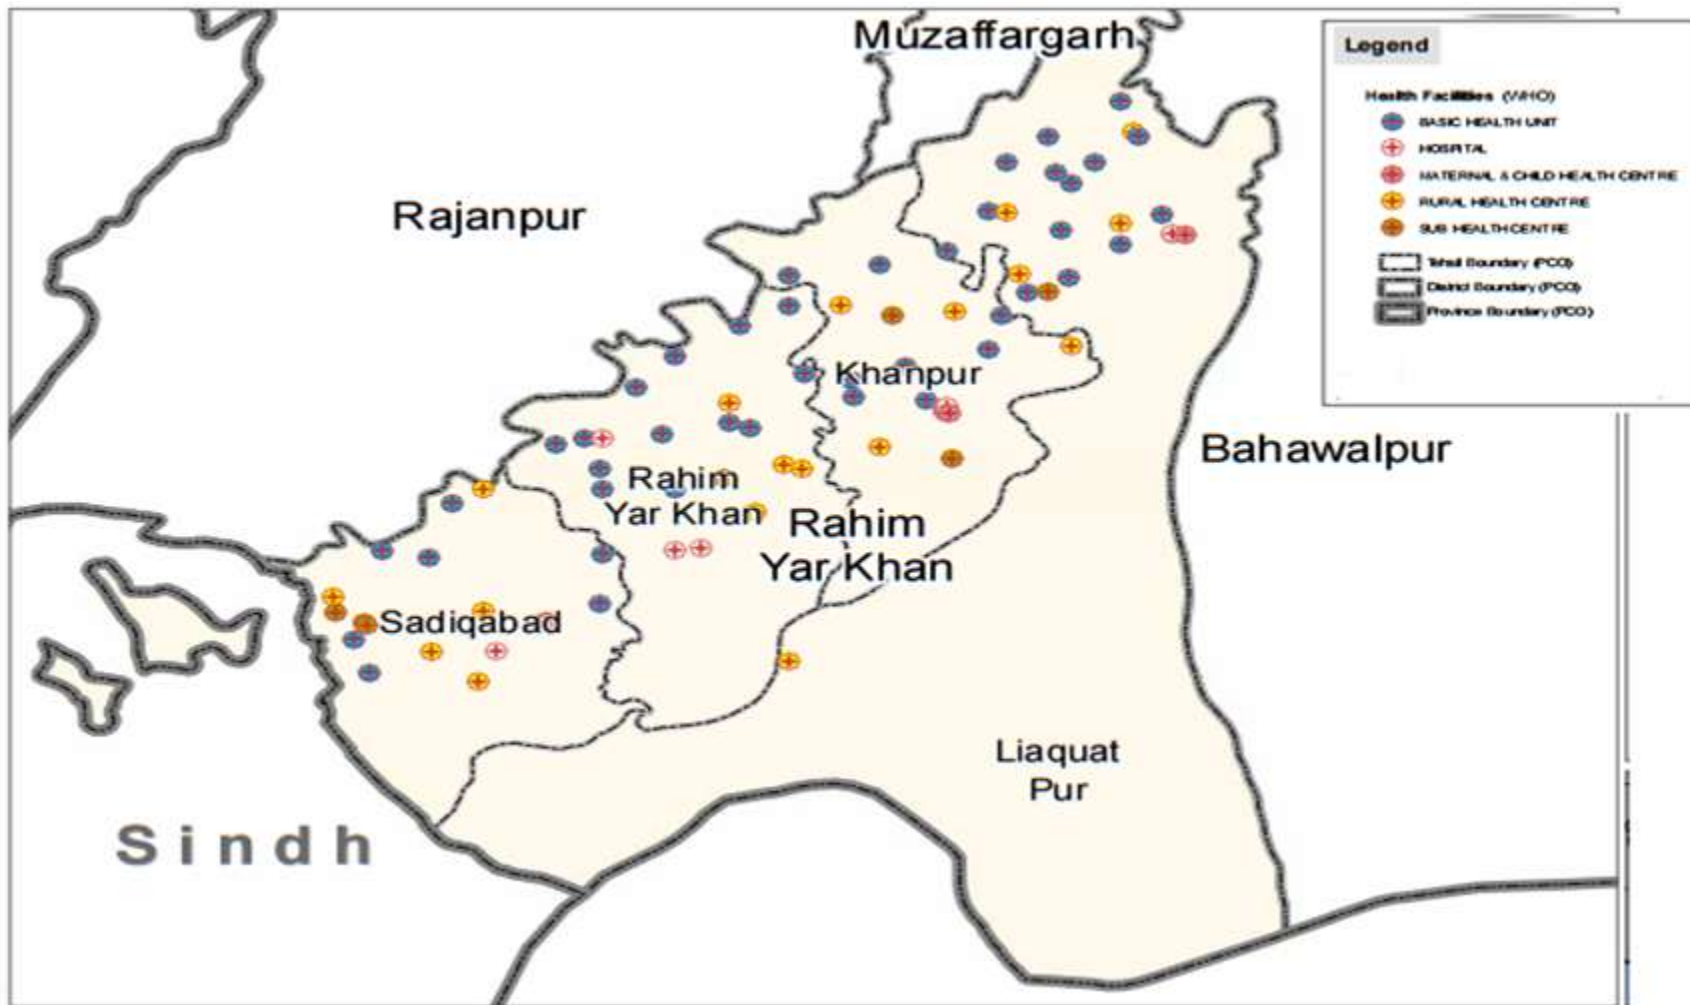 Muzaffargarh
Legend
Health Facilities (WHO)
BASIC HEALTH UNIT
HOSPITAL
MATERNAL & CHILD HEALTH CENTRE
RURAL HEALTH CENTRE
SUB HEALTH CENTRE
Tehsil Boundary (PCO)
District Boundary (PCO)
Province Boundary (PCO)
Rajanpur
Khanpur
Bahawalpur
Rahim
Yar Khan
Rahim
Yar Khan
Sadiqabad
Liaquat
Pur
Sindh